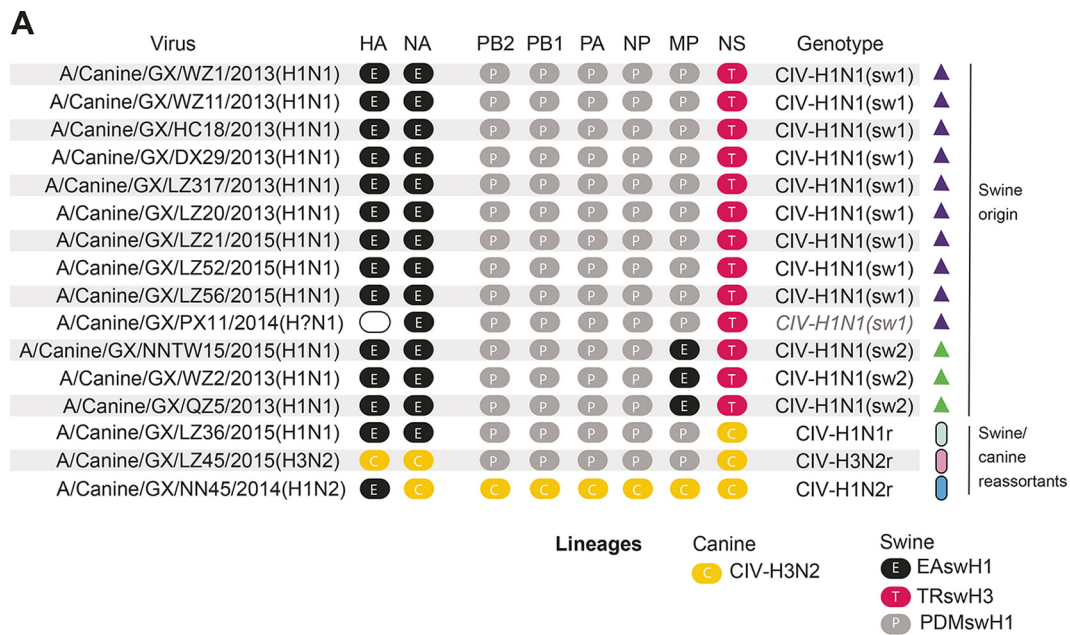 A
Virus HA NA PB2 PB1 PA NP MP NS Genotype
A/Canine/GX/WZ1/2013(H1N1) E E P P P P P T CIV-H1N1(sw1)
A/Canine/GX/WZ11/2013(H1N1) E E P P P P P T CIV-H1N1(sw1)
A/Canine/GX/HC18/2013(H1N1) E E P P P P P T CIV-H1N1(sw1)
A/Canine/GX/DX29/2013(H1N1) E E P P P P P T CIV-H1N1(sw1)
A/Canine/GX/LZ317/2013(H1N1) E E P P P P P T CIV-H1N1(sw1)
A/Canine/GX/LZ20/2013(H1N1) E E P P P P P T CIV-H1N1(sw1)
A/Canine/GX/LZ21/2015(H1N1) E E P P P P P T CIV-H1N1(sw1)
A/Canine/GX/LZ52/2015(H1N1) E E P P P P P T CIV-H1N1(sw1)
A/Canine/GX/LZ56/2015(H1N1) E E P P P P P T CIV-H1N1(sw1)
A/Canine/GX/PX11/2014(H?N1) E P P P P P T CIV-H1N1(sw1)
A/Canine/GX/NNTW15/2015(H1N1) E E P P P P E T CIV-H1N1(sw2)
A/Canine/GX/WZ2/2013(H1N1) E E P P P P E T CIV-H1N1(sw2)
A/Canine/GX/QZ5/2013(H1N1) E E P P P P E T CIV-H1N1(sw2)
Swine
origin
A/Canine/GX/LZ36/2015(H1N1) E E P P P P P C CIV-H1N1r
A/Canine/GX/LZ45/2015(H3N2) C C P P P P P C CIV-H3N2r
A/Canine/GX/NN45/2014(H1N2) E C C C C C C C CIV-H1N2r
Swine/
canine
reassortants
Lineages
Canine
C CIV-H3N2
Swine
E EAswH1
T TRswH3
P PDMswH1